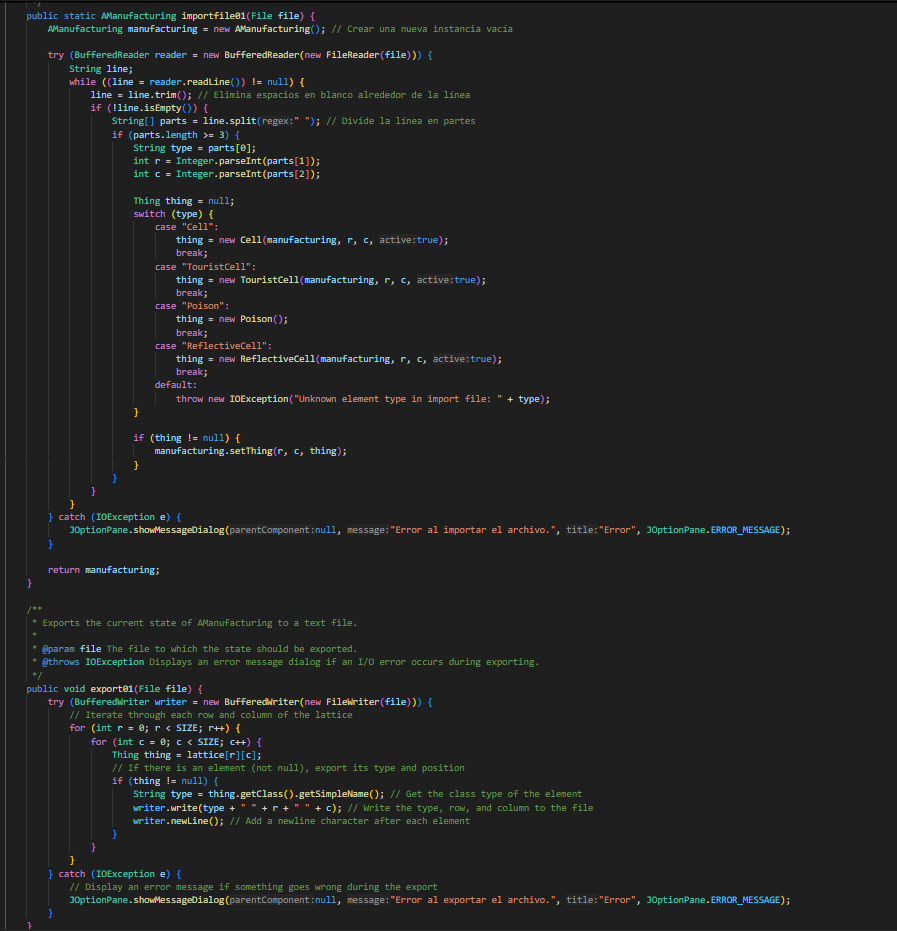 */
public static AManufacturing importfile01(File file) {
    AManufacturing manufacturing = new AManufacturing(); // Crear una nueva instancia vacía

    try (BufferedReader reader = new BufferedReader(new FileReader(file))) {
        String line;
        while ((line = reader.readLine()) != null) {
            line = line.trim(); // Elimina espacios en blanco alrededor de la línea
            if (!line.isEmpty()) {
                String[] parts = line.split(regex:" "); // Divide la línea en partes
                if (parts.length >= 3) {
                    String type = parts[0];
                    int r = Integer.parseInt(parts[1]);
                    int c = Integer.parseInt(parts[2]);

                    Thing thing = null;
                    switch (type) {
                        case "Cell":
                            thing = new Cell(manufacturing, r, c, active:true);
                            break;
                        case "TouristCell":
                            thing = new TouristCell(manufacturing, r, c, active:true);
                            break;
                        case "Poison":
                            thing = new Poison();
                            break;
                        case "ReflectiveCell":
                            thing = new ReflectiveCell(manufacturing, r, c, active:true);
                            break;
                        default:
                            throw new IOException("Unknown element type in import file: " + type);
                    }

                    if (thing != null) {
                        manufacturing.setThing(r, c, thing);
                    }
                }
            }
        }
    } catch (IOException e) {
        JOptionPane.showMessageDialog(parentComponent:null, message:"Error al importar el archivo.", title:"Error", JOptionPane.ERROR_MESSAGE);
    }

    return manufacturing;
}

/**
 * Exports the current state of AManufacturing to a text file.
 *
 * @param file The file to which the state should be exported.
 * @throws IOException Displays an error message dialog if an I/O error occurs during exporting.
 */
public void export01(File file) {
    try (BufferedWriter writer = new BufferedWriter(new FileWriter(file))) {
        // Iterate through each row and column of the lattice
        for (int r = 0; r < SIZE; r++) {
            for (int c = 0; c < SIZE; c++) {
                Thing thing = lattice[r][c];
                // If there is an element (not null), export its type and position
                if (thing != null) {
                    String type = thing.getClass().getSimpleName(); // Get the class type of the element
                    writer.write(type + " " + r + " " + c); // Write the type, row, and column to the file
                    writer.newLine(); // Add a newline character after each element
                }
            }
        }
    } catch (IOException e) {
        // Display an error message if something goes wrong during the export
        JOptionPane.showMessageDialog(parentComponent:null, message:"Error al exportar el archivo.", title:"Error", JOptionPane.ERROR_MESSAGE);
    }
}